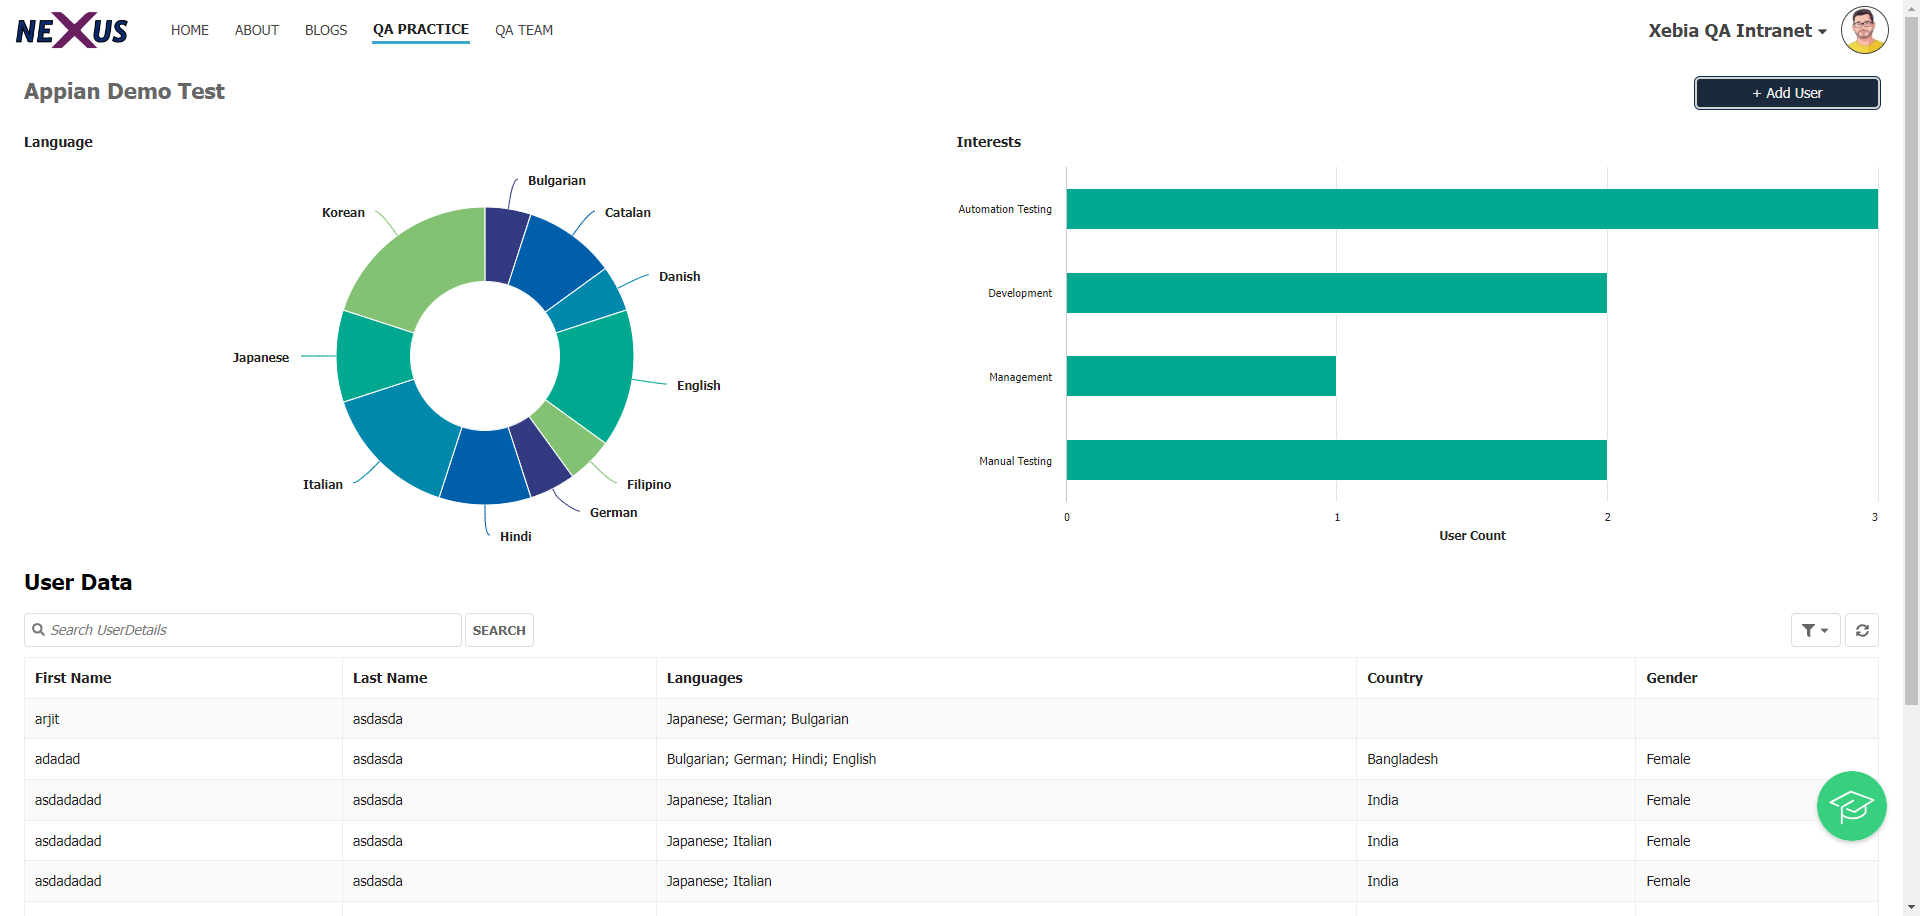 NEXUS
HOME ABOUT BLOGS QA PRACTICE QA TEAM
Xebia QA Intranet
Appian Demo Test
+ Add User
Language
Bulgarian
Catalan
Danish
English
Filipino
German
Hindi
Italian
Japanese
Korean
Interests
Automation Testing
Development
Management
Manual Testing
0 1 2 3
User Count
User Data
Search UserDetails SEARCH
First Name Last Name Languages Country Gender
arjit asdasda Japanese; German; Bulgarian
adadad asdasda Bulgarian; German; Hindi; English Bangladesh Female
asdadadad asdasda Japanese; Italian India Female
asdadadad asdasda Japanese; Italian India Female
asdadadad asdasda Japanese; Italian India Female